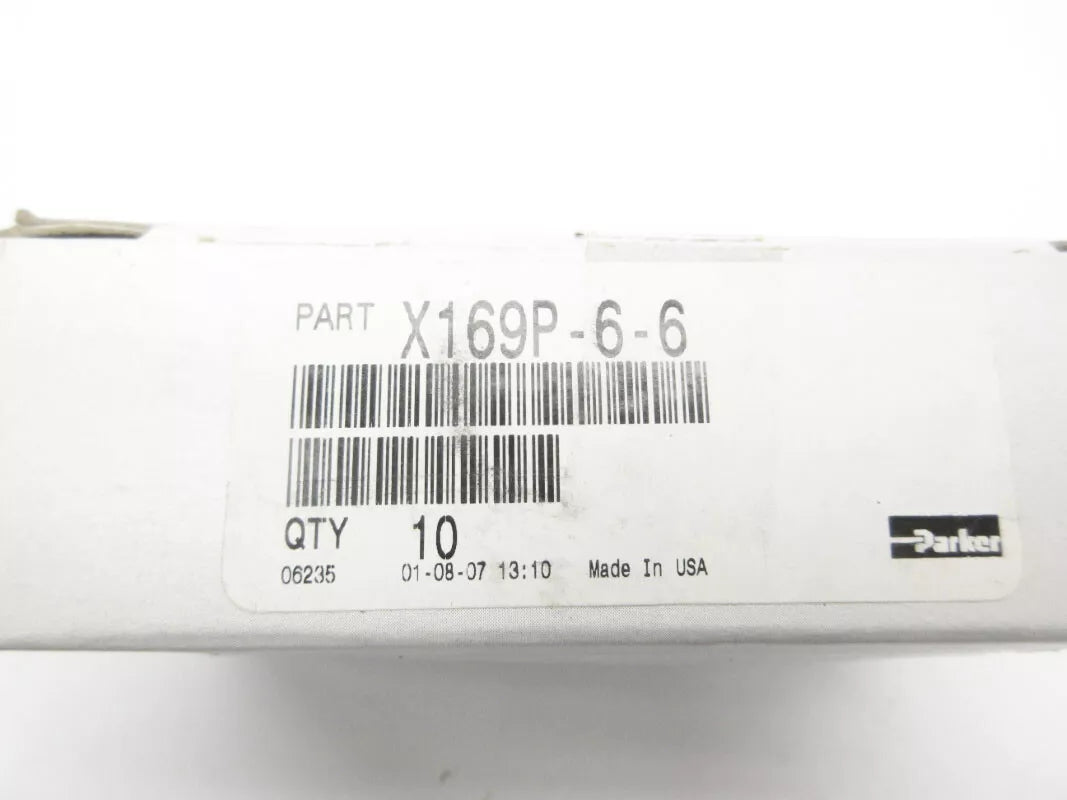 PART X169P-6-6
QTY 10
06235 01-08-07 13:10 Made In USA
Parker